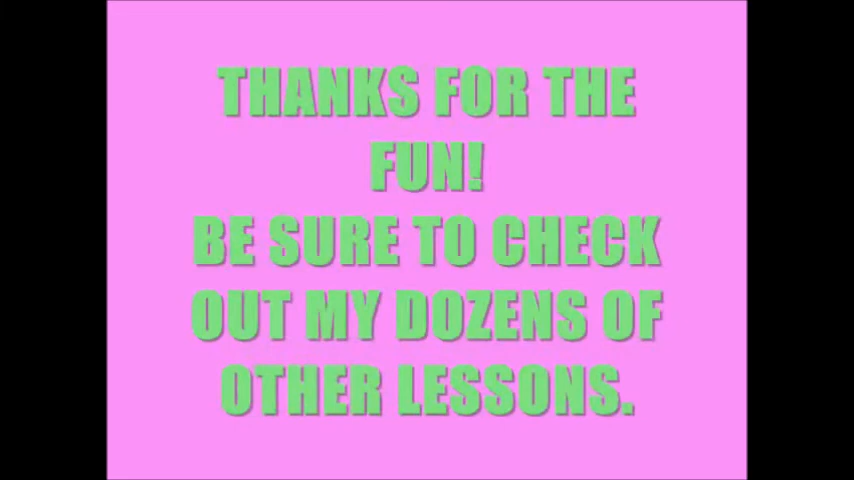 THANKS FOR THE
FUN!
BE SURE TO CHECK
OUT MY DOZENS OF
OTHER LESSONS.